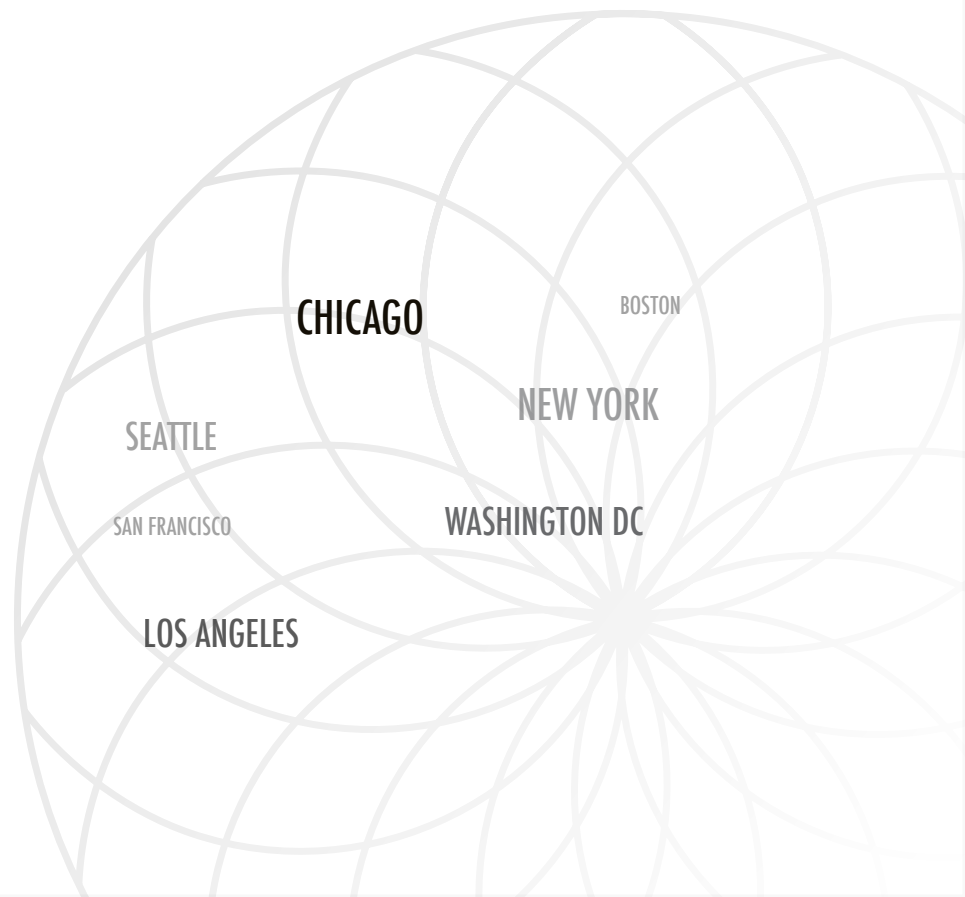 CHICAGO
BOSTON
NEW YORK
SEATTLE
WASHINGTON DC
SAN FRANCISCO
LOS ANGELES